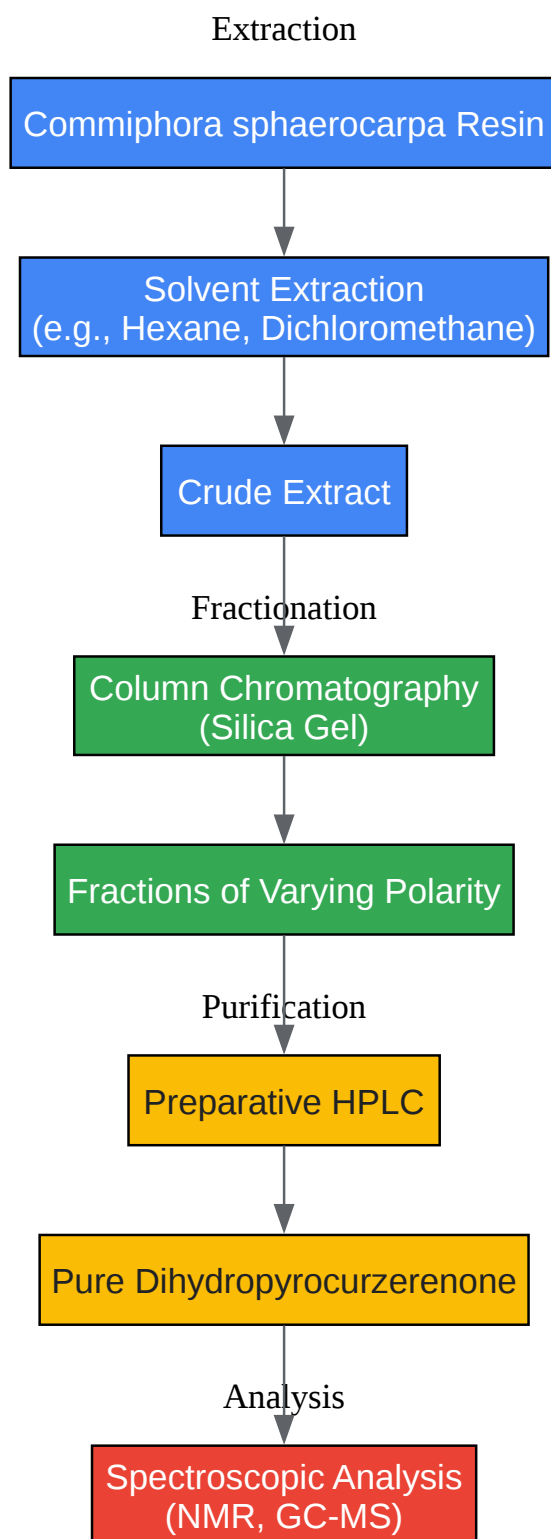 Extraction
Commiphora sphaerocarpa Resin
Solvent Extraction
(e.g., Hexane, Dichloromethane)
Crude Extract
Fractionation
Column Chromatography
(Silica Gel)
Fractions of Varying Polarity
Purification
Preparative HPLC
Pure Dihydropyrocurzerenone
Analysis
Spectroscopic Analysis
(NMR, GC-MS)